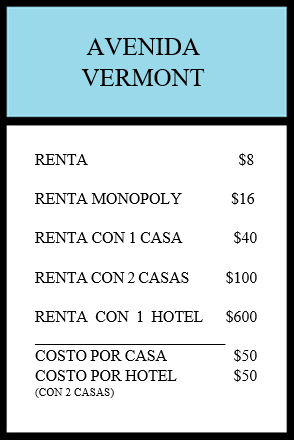 AVENIDA
VERMONT
RENTA $8
RENTA MONOPOLY $16
RENTA CON 1 CASA $40
RENTA CON 2 CASAS $100
RENTA CON 1 HOTEL $600
COSTO POR CASA $50
COSTO POR HOTEL $50
(CON 2 CASAS)